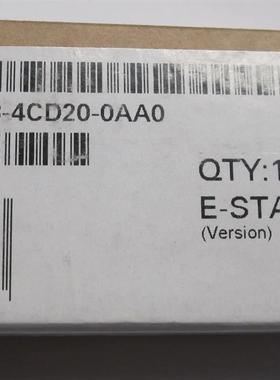 -4CD20-0AA0
QTY:1
E-STA
(Version)